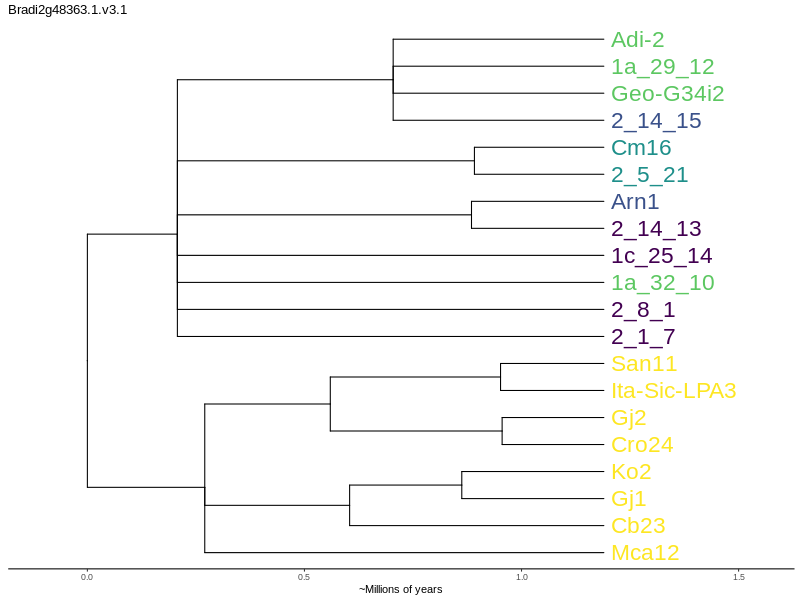 Bradi2g48363.1.v3.1
Adi-2
1a_29_12
Geo-G34i2
2_14_15
Cm16
2_5_21
Arn1
2_14_13
1c_25_14
1a_32_10
2_8_1
2_1_7
San11
Ita-Sic-LPA3
Gj2
Cro24
Ko2
Gj1
Cb23
Mca12
0.0 0.5 1.0 1.5
~Millions of years